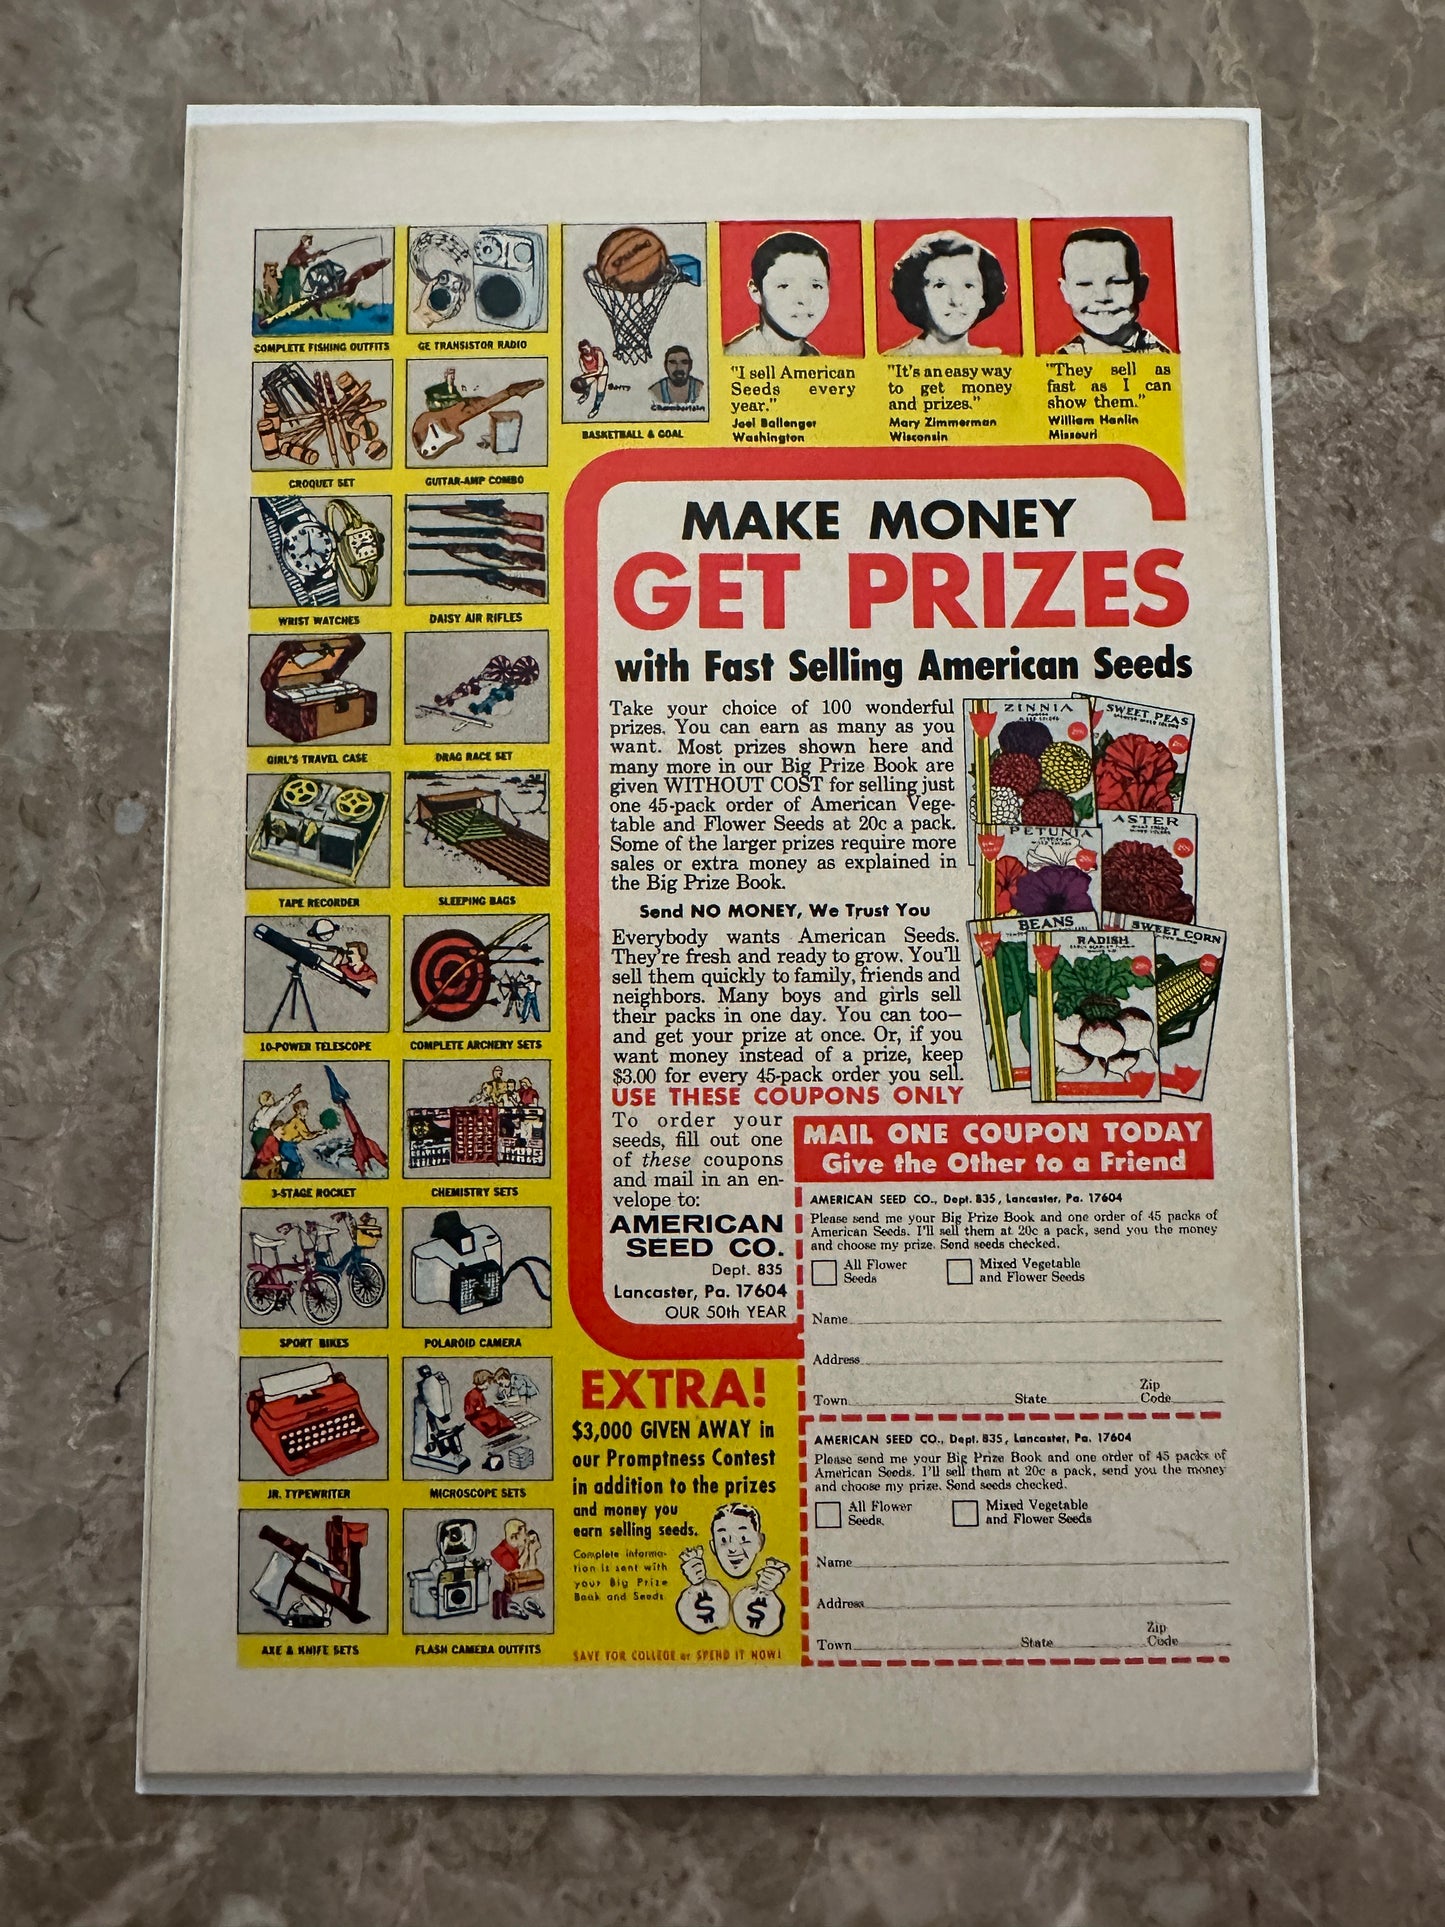 COMPLETE FISHING OUTFITS
GE TRANSISTOR RADIO
Spalding
Barry
Chamberlain
BASKETBALL & GOAL
"I sell American
Seeds every
year."
Joel Ballenger
Washington
"It's an easy way
to get money
and prizes."
Mary Zimmerman
Wisconsin
"They sell as
fast as I can
show them."
William Hanlin
Missouri
CROQUET SET
GUITAR-AMP COMBO
WRIST WATCHES
DAISY AIR RIFLES
GIRL'S TRAVEL CASE
DRAG RACE SET
TAPE RECORDER
SLEEPING BAGS
10-POWER TELESCOPE
COMPLETE ARCHERY SETS
3-STAGE ROCKET
CHEMISTRY SETS
SPORT BIKES
POLAROID CAMERA
JR. TYPEWRITER
MICROSCOPE SETS
AXE & KNIFE SETS
FLASH CAMERA OUTFITS
MAKE MONEY
GET PRIZES
with Fast Selling American Seeds
Take your choice of 100 wonderful
prizes. You can earn as many as you
want. Most prizes shown here and
many more in our Big Prize Book are
given WITHOUT COST for selling just
one 45-pack order of American Vege-
table and Flower Seeds at 20c a pack.
Some of the larger prizes require more
sales or extra money as explained in
the Big Prize Book.
Send NO MONEY, We Trust You
Everybody wants American Seeds.
They're fresh and ready to grow. You'll
sell them quickly to family, friends and
neighbors. Many boys and girls sell
their packs in one day. You can too—
and get your prize at once. Or, if you
want money instead of a prize, keep
$3.00 for every 45-pack order you sell.
USE THESE COUPONS ONLY
To order your
seeds, fill out one
of these coupons
and mail in an en-
velope to:
AMERICAN
SEED CO.
Dept. 835
Lancaster, Pa. 17604
OUR 50th YEAR
ZINNIA
SWEET PEAS
PETUNIA
ASTER
BEANS
RADISH
SWEET CORN
MAIL ONE COUPON TODAY
Give the Other to a Friend
AMERICAN SEED CO., Dept. 835, Lancaster, Pa. 17604
Please send me your Big Prize Book and one order of 45 packs of
American Seeds. I'll sell them at 20c a pack, send you the money
and choose my prize. Send seeds checked.
All Flower
Seeds
Mixed Vegetable
and Flower Seeds
Name
Address
Town State Zip Code
AMERICAN SEED CO., Dept. 835, Lancaster, Pa. 17604
Please send me your Big Prize Book and one order of 45 packs of
American Seeds. I'll sell them at 20c a pack, send you the money
and choose my prize. Send seeds checked.
All Flower
Seeds.
Mixed Vegetable
and Flower Seeds
Name
Address
Town State Zip Code
EXTRA!
$3,000 GIVEN AWAY in
our Promptness Contest
in addition to the prizes
and money you
earn selling seeds.
Complete informa-
tion is sent with
your Big Prize
Book and Seeds
$ $
SAVE FOR COLLEGE or SPEND IT NOW!